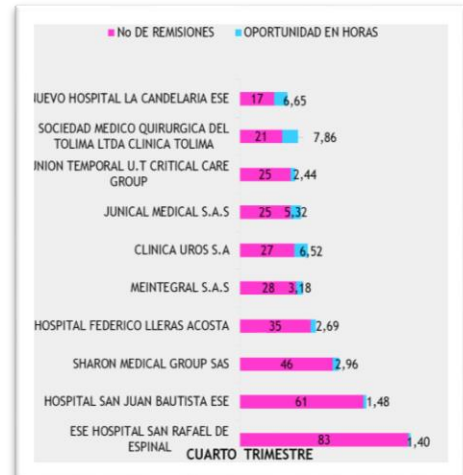 No DE REMISIONES OPORTUNIDAD EN HORAS
NUEVO HOSPITAL LA CANDELARIA ESE 17 6,65
SOCIEDAD MEDICO QUIRURGICA DEL
TOLIMA LTDA CLINICA TOLIMA 21 7,86
UNION TEMPORAL U.T CRITICAL CARE
GROUP 25 2,44
JUNICAL MEDICAL S.A.S 25 5,32
CLINICA UROS S.A 27 6,52
MEINTEGRAL S.A.S 28 3,18
HOSPITAL FEDERICO LLERAS ACOSTA 35 2,69
SHARON MEDICAL GROUP SAS 46 2,96
HOSPITAL SAN JUAN BAUTISTA ESE 61 1,48
ESE HOSPITAL SAN RAFAEL DE
ESPINAL 83 1,40
CUARTO TRIMESTRE